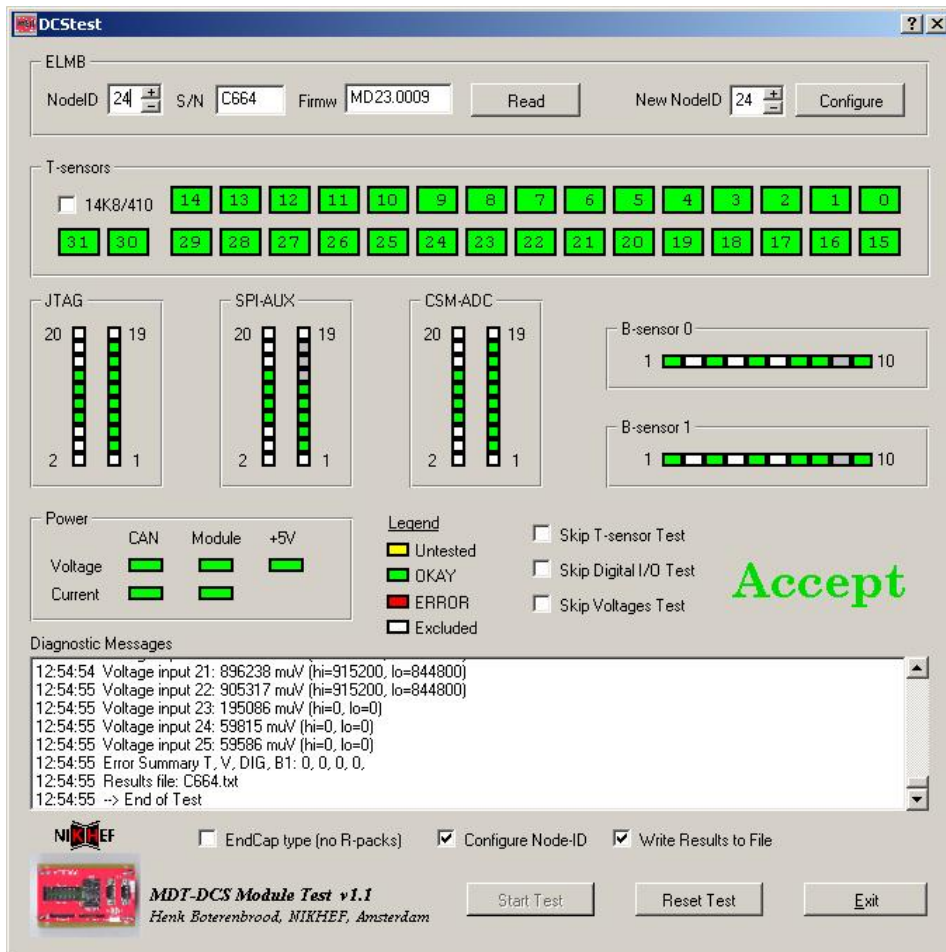 DCStest
ELMB
NodeID 24 S/N C664 Firmw MD23.0009 Read New NodeID 24 Configure
T-sensors
14K8/410 14 13 12 11 10 9 8 7 6 5 4 3 2 1 0
31 30 29 28 27 26 25 24 23 22 21 20 19 18 17 16 15
JTAG SPI-AUX CSM-ADC
20 19 20 19 20 19
B-sensor 0
1 10
B-sensor 1
2 1 2 1 2 1 1 10
Power
CAN Module +5V
Voltage
Current
Legend
Untested
OKAY
ERROR
Excluded
Skip T-sensor Test
Skip Digital I/O Test
Skip Voltages Test
Accept
Diagnostic Messages
12:54:54 Voltage input 21: 896238 muV (hi=915200, lo=844800)
12:54:55 Voltage input 22: 905317 muV (hi=915200, lo=844800)
12:54:55 Voltage input 23: 195086 muV (hi=0, lo=0)
12:54:55 Voltage input 24: 59815 muV (hi=0, lo=0)
12:54:55 Voltage input 25: 59586 muV (hi=0, lo=0)
12:54:55 Error Summary T, V, DIG, B1: 0, 0, 0, 0,
12:54:55 Results file: C664.txt
12:54:55 --> End of Test
NIKHEF
EndCap type (no R-packs) Configure Node-ID Write Results to File
MDT-DCS Module Test v1.1
Henk Boterenbrood, NIKHEF, Amsterdam
Start Test Reset Test Exit